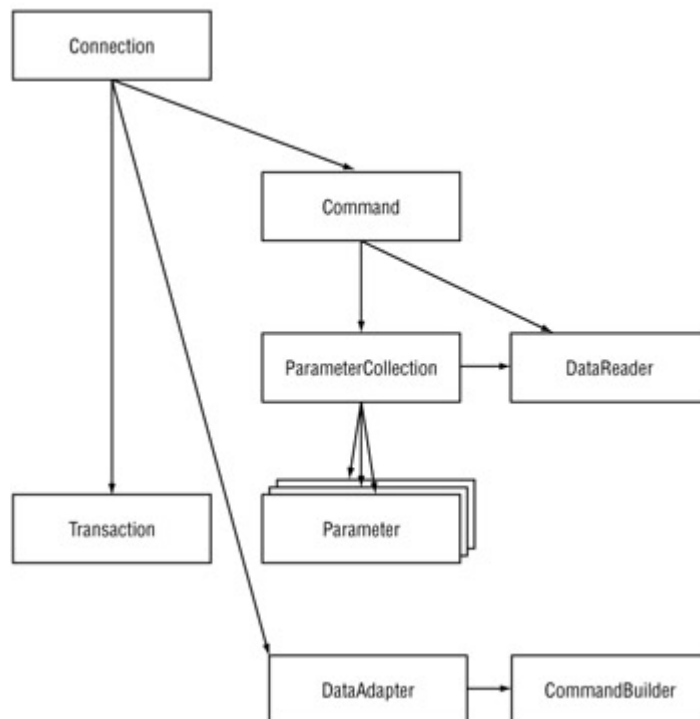 Connection
Command
ParameterCollection
DataReader
Transaction
Parameter
DataAdapter
CommandBuilder